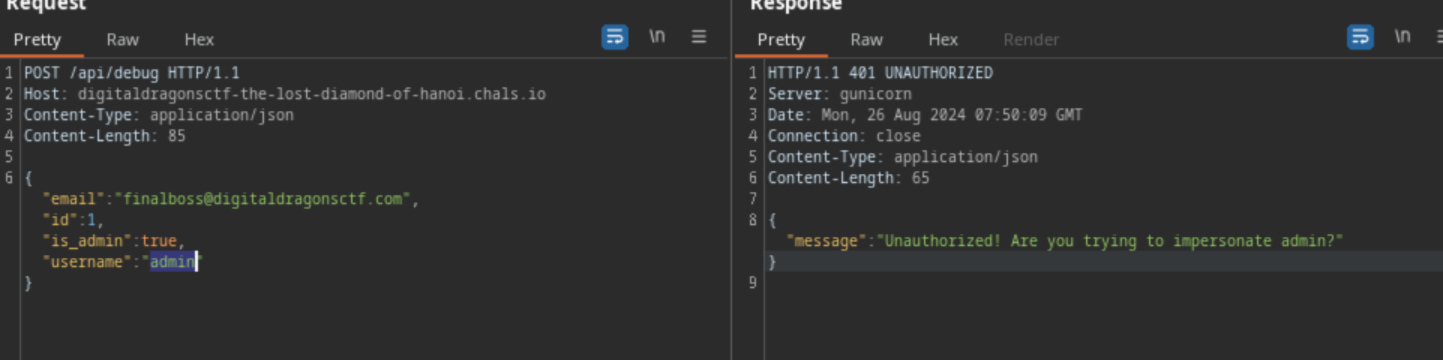 Request
Pretty Raw Hex \n
1 POST /api/debug HTTP/1.1
2 Host: digitaldragonsctf-the-lost-diamond-of-hanoi.chals.io
3 Content-Type: application/json
4 Content-Length: 85
5
6 {
"email":"finalboss@digitaldragonsctf.com",
"id":1,
"is_admin":true,
"username":"admin"
}
Response
Pretty Raw Hex Render \n
1 HTTP/1.1 401 UNAUTHORIZED
2 Server: gunicorn
3 Date: Mon, 26 Aug 2024 07:50:09 GMT
4 Connection: close
5 Content-Type: application/json
6 Content-Length: 65
7
8 {
"message":"Unauthorized! Are you trying to impersonate admin?"
}
9